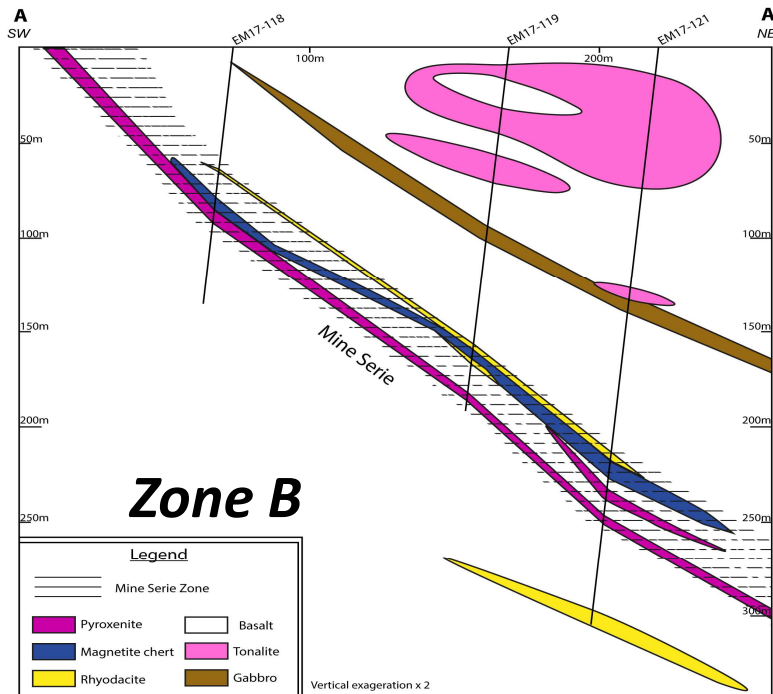 A
A
SW
EM17-118
EM17-119
EM17-121
NE
100m
200m
50m
50m
100m
100m
150m
150m
Mine Serie
200m
200m
Zone B
250m
250m
300m
Legend
Mine Serie Zone
Pyroxenite
Basalt
Magnetite chert
Tonalite
Rhyodacite
Gabbro
Vertical exageration x 2